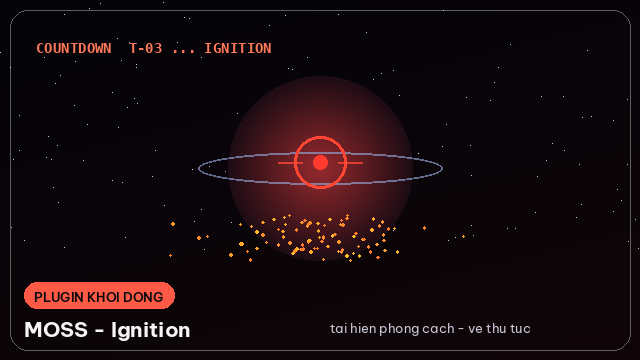 COUNTDOWN T-03 ... IGNITION
PLUGIN KHOI DONG
MOSS - Ignition
tai hien phong cach - ve thu tuc